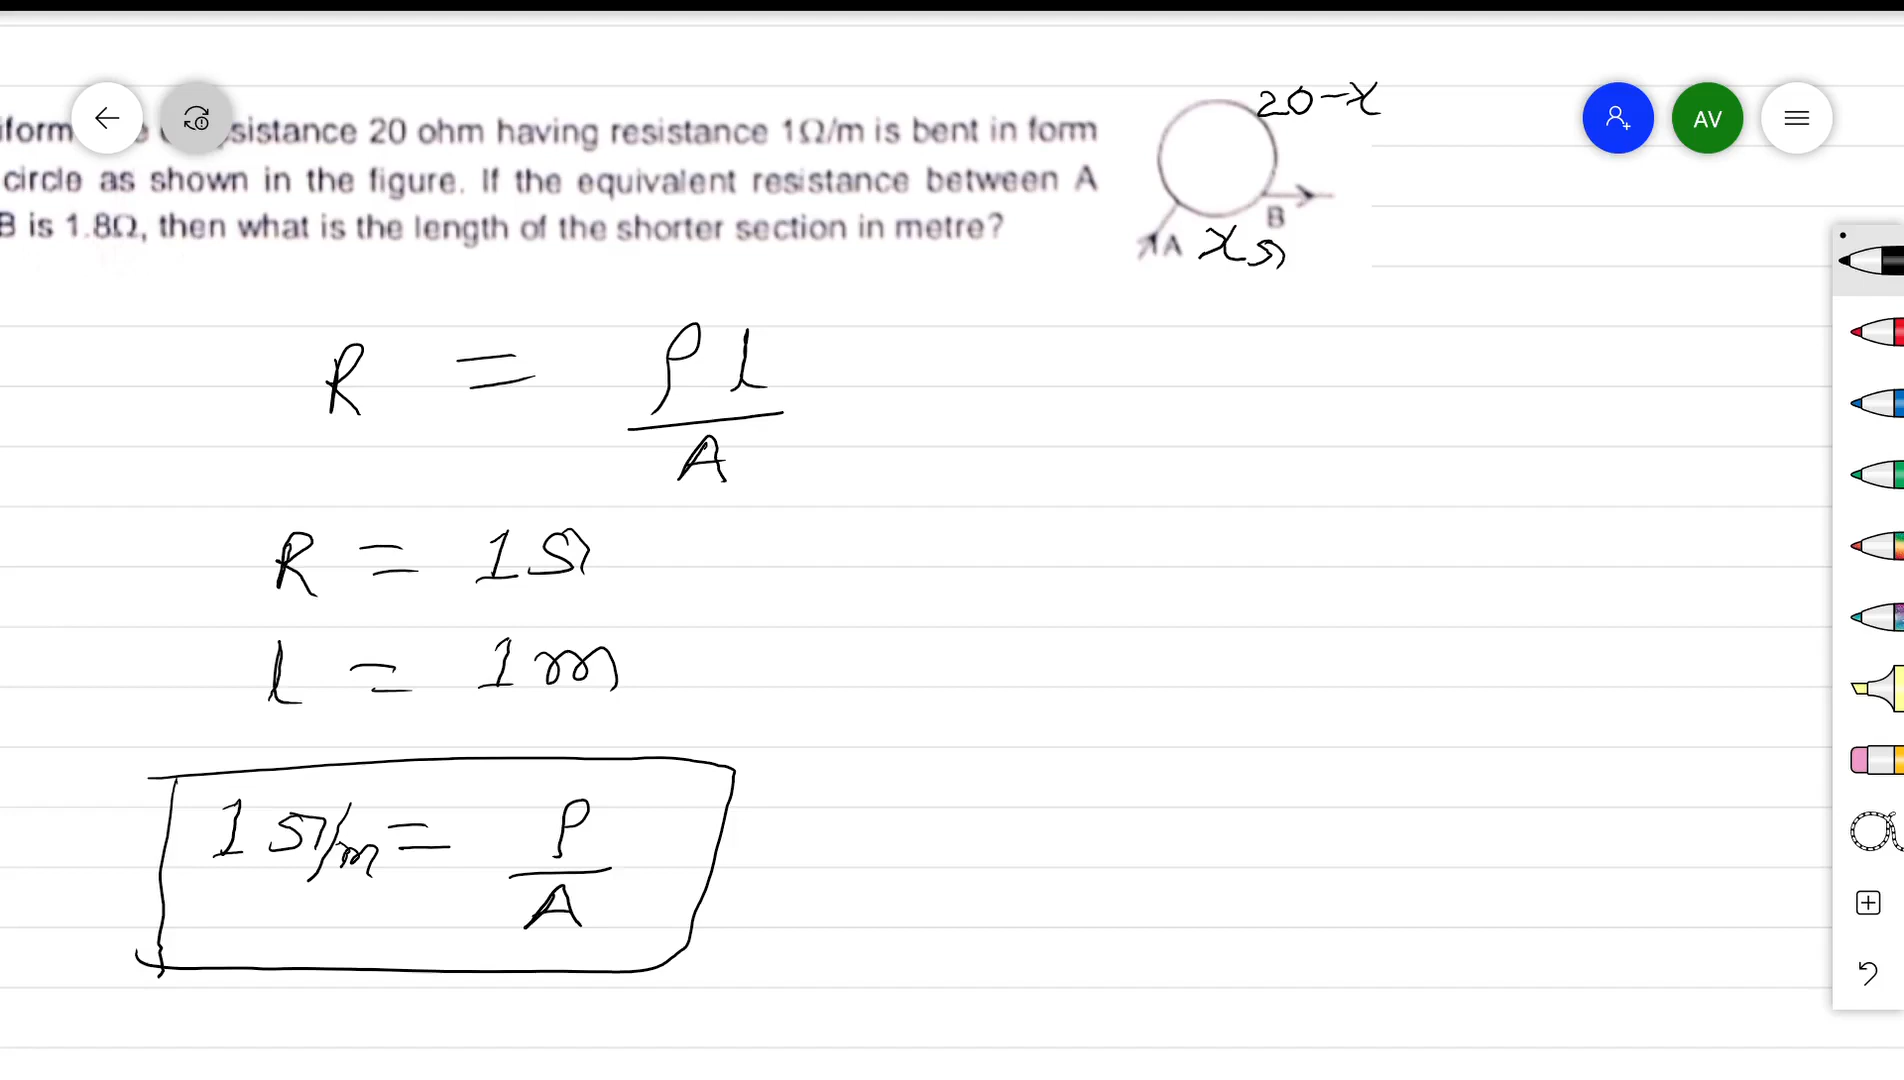 iform sistance 20 ohm having resistance 1Ω/m is bent in form
circle as shown in the figure. If the equivalent resistance between A
B is 1.8Ω, then what is the length of the shorter section in metre?
20-x
B
A xΩ
AV
R = ρl/A
R = 1Ω
l = 1m
1Ω/m = ρ/A